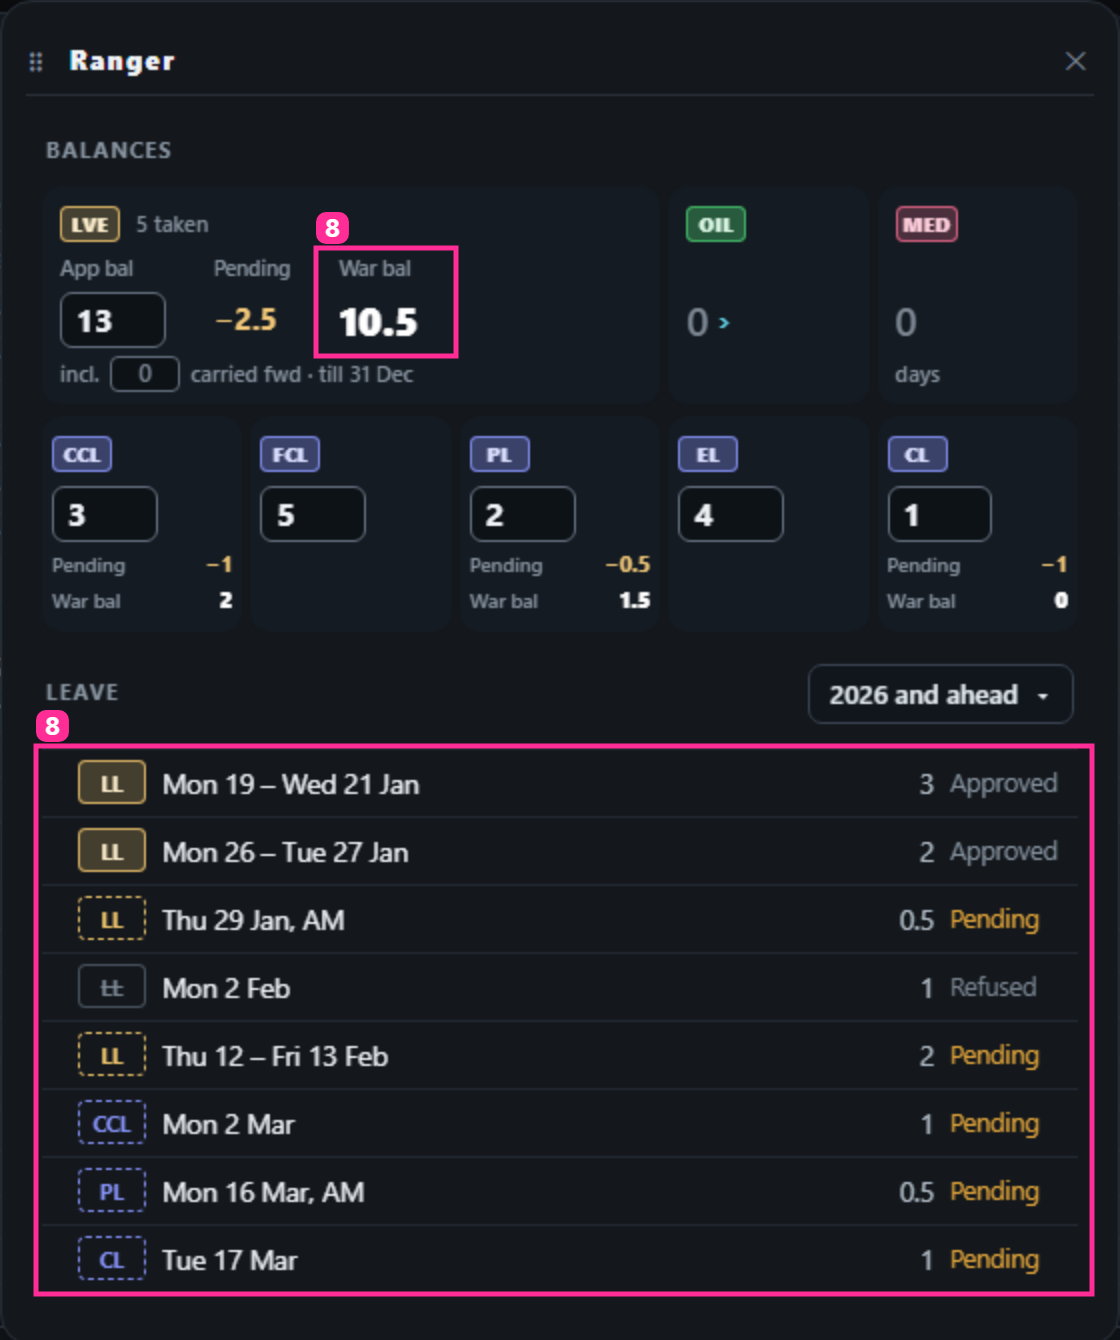 Ranger
BALANCES
LVE 5 taken
App bal Pending War bal
13 −2.5 10.5
incl. 0 carried fwd · till 31 Dec
8
OIL
0 ›
MED
0
days
CCL
3
Pending −1
War bal 2
FCL
5
PL
2
Pending −0.5
War bal 1.5
EL
4
CL
1
Pending −1
War bal 0
LEAVE 2026 and ahead
8
LL Mon 19 – Wed 21 Jan 3 Approved
LL Mon 26 – Tue 27 Jan 2 Approved
LL Thu 29 Jan, AM 0.5 Pending
LL Mon 2 Feb 1 Refused
LL Thu 12 – Fri 13 Feb 2 Pending
CCL Mon 2 Mar 1 Pending
PL Mon 16 Mar, AM 0.5 Pending
CL Tue 17 Mar 1 Pending